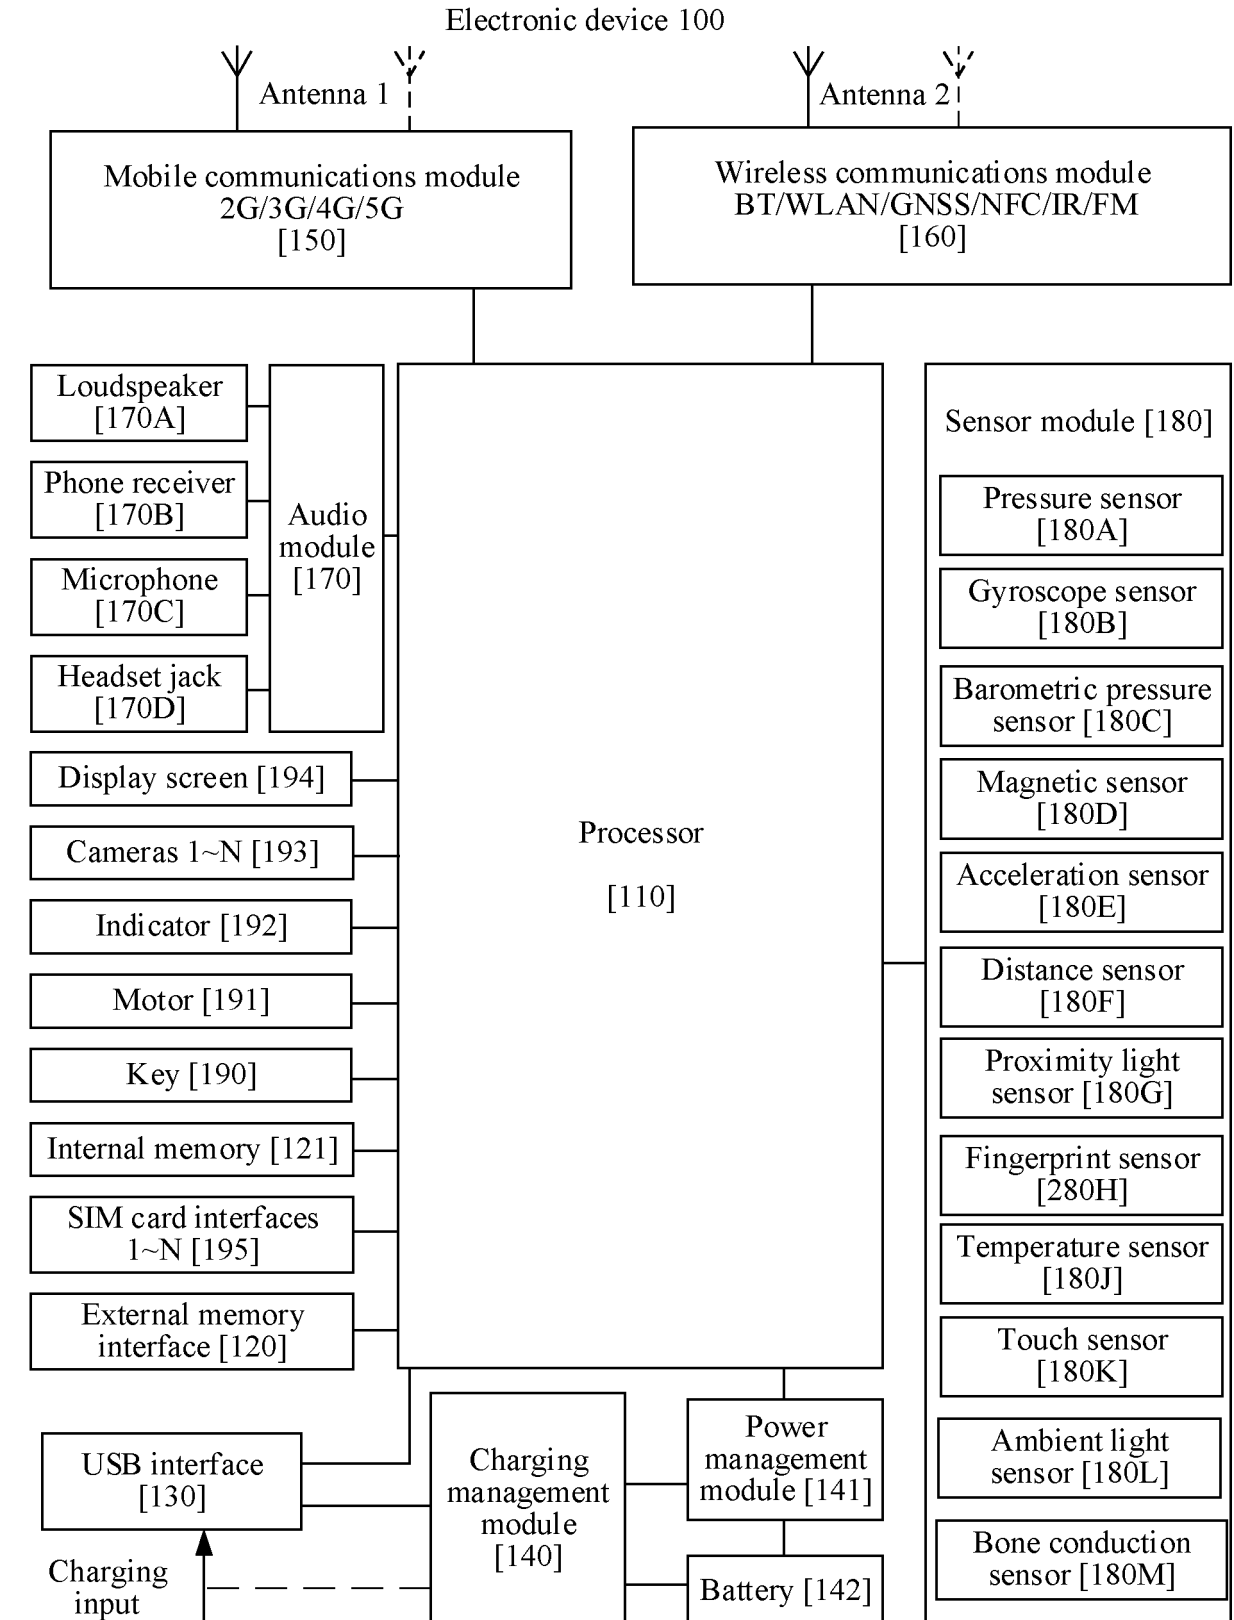 Electronic device 100
Antenna 1
Antenna 2
Mobile communications module
2G/3G/4G/5G
[150]
Wireless communications module
BT/WLAN/GNSS/NFC/IR/FM
[160]
Loudspeaker
[170A]
Phone receiver
[170B]
Microphone
[170C]
Headset jack
[170D]
Audio
module
[170]
Display screen [194]
Cameras 1~N [193]
Indicator [192]
Motor [191]
Key [190]
Internal memory [121]
SIM card interfaces
1~N [195]
External memory
interface [120]
Processor
[110]
Sensor module [180]
Pressure sensor
[180A]
Gyroscope sensor
[180B]
Barometric pressure
sensor [180C]
Magnetic sensor
[180D]
Acceleration sensor
[180E]
Distance sensor
[180F]
Proximity light
sensor [180G]
Fingerprint sensor
[280H]
Temperature sensor
[180J]
Touch sensor
[180K]
Ambient light
sensor [180L]
Bone conduction
sensor [180M]
USB interface
[130]
Charging
input
Charging
management
module
[140]
Power
management
module [141]
Battery [142]